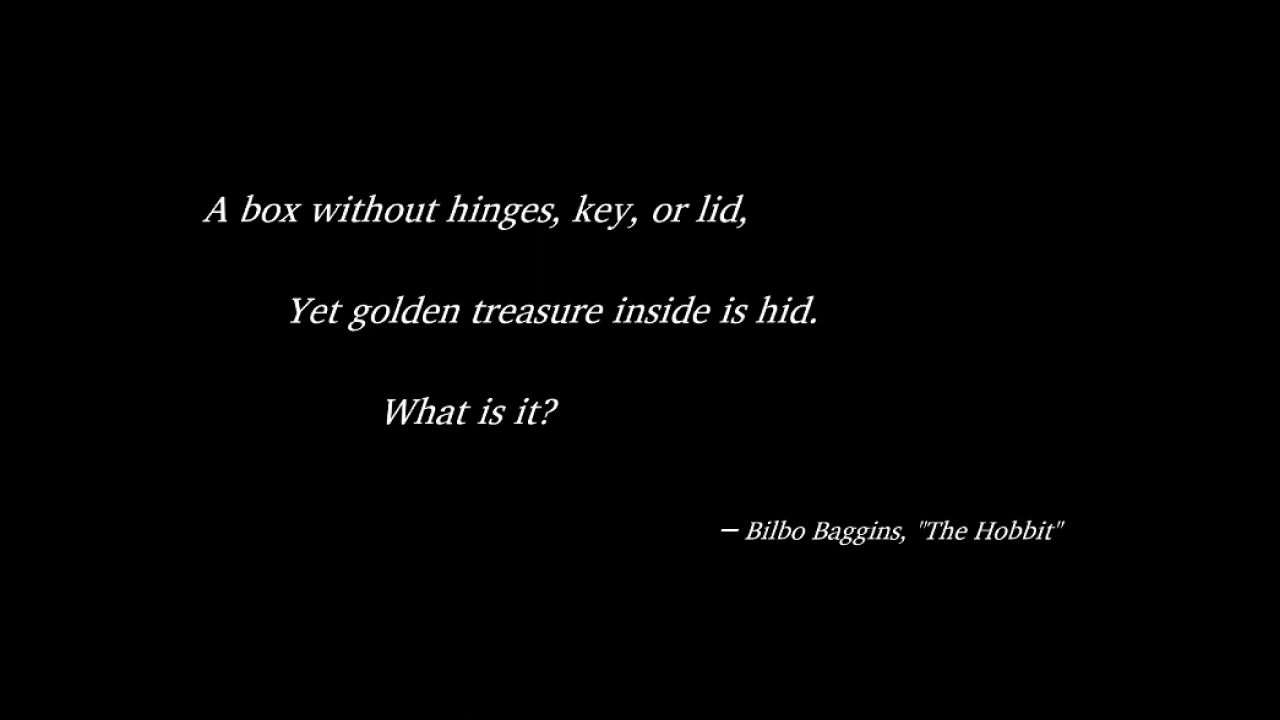 A box without hinges, key, or lid,
Yet golden treasure inside is hid.
What is it?
— Bilbo Baggins, "The Hobbit"